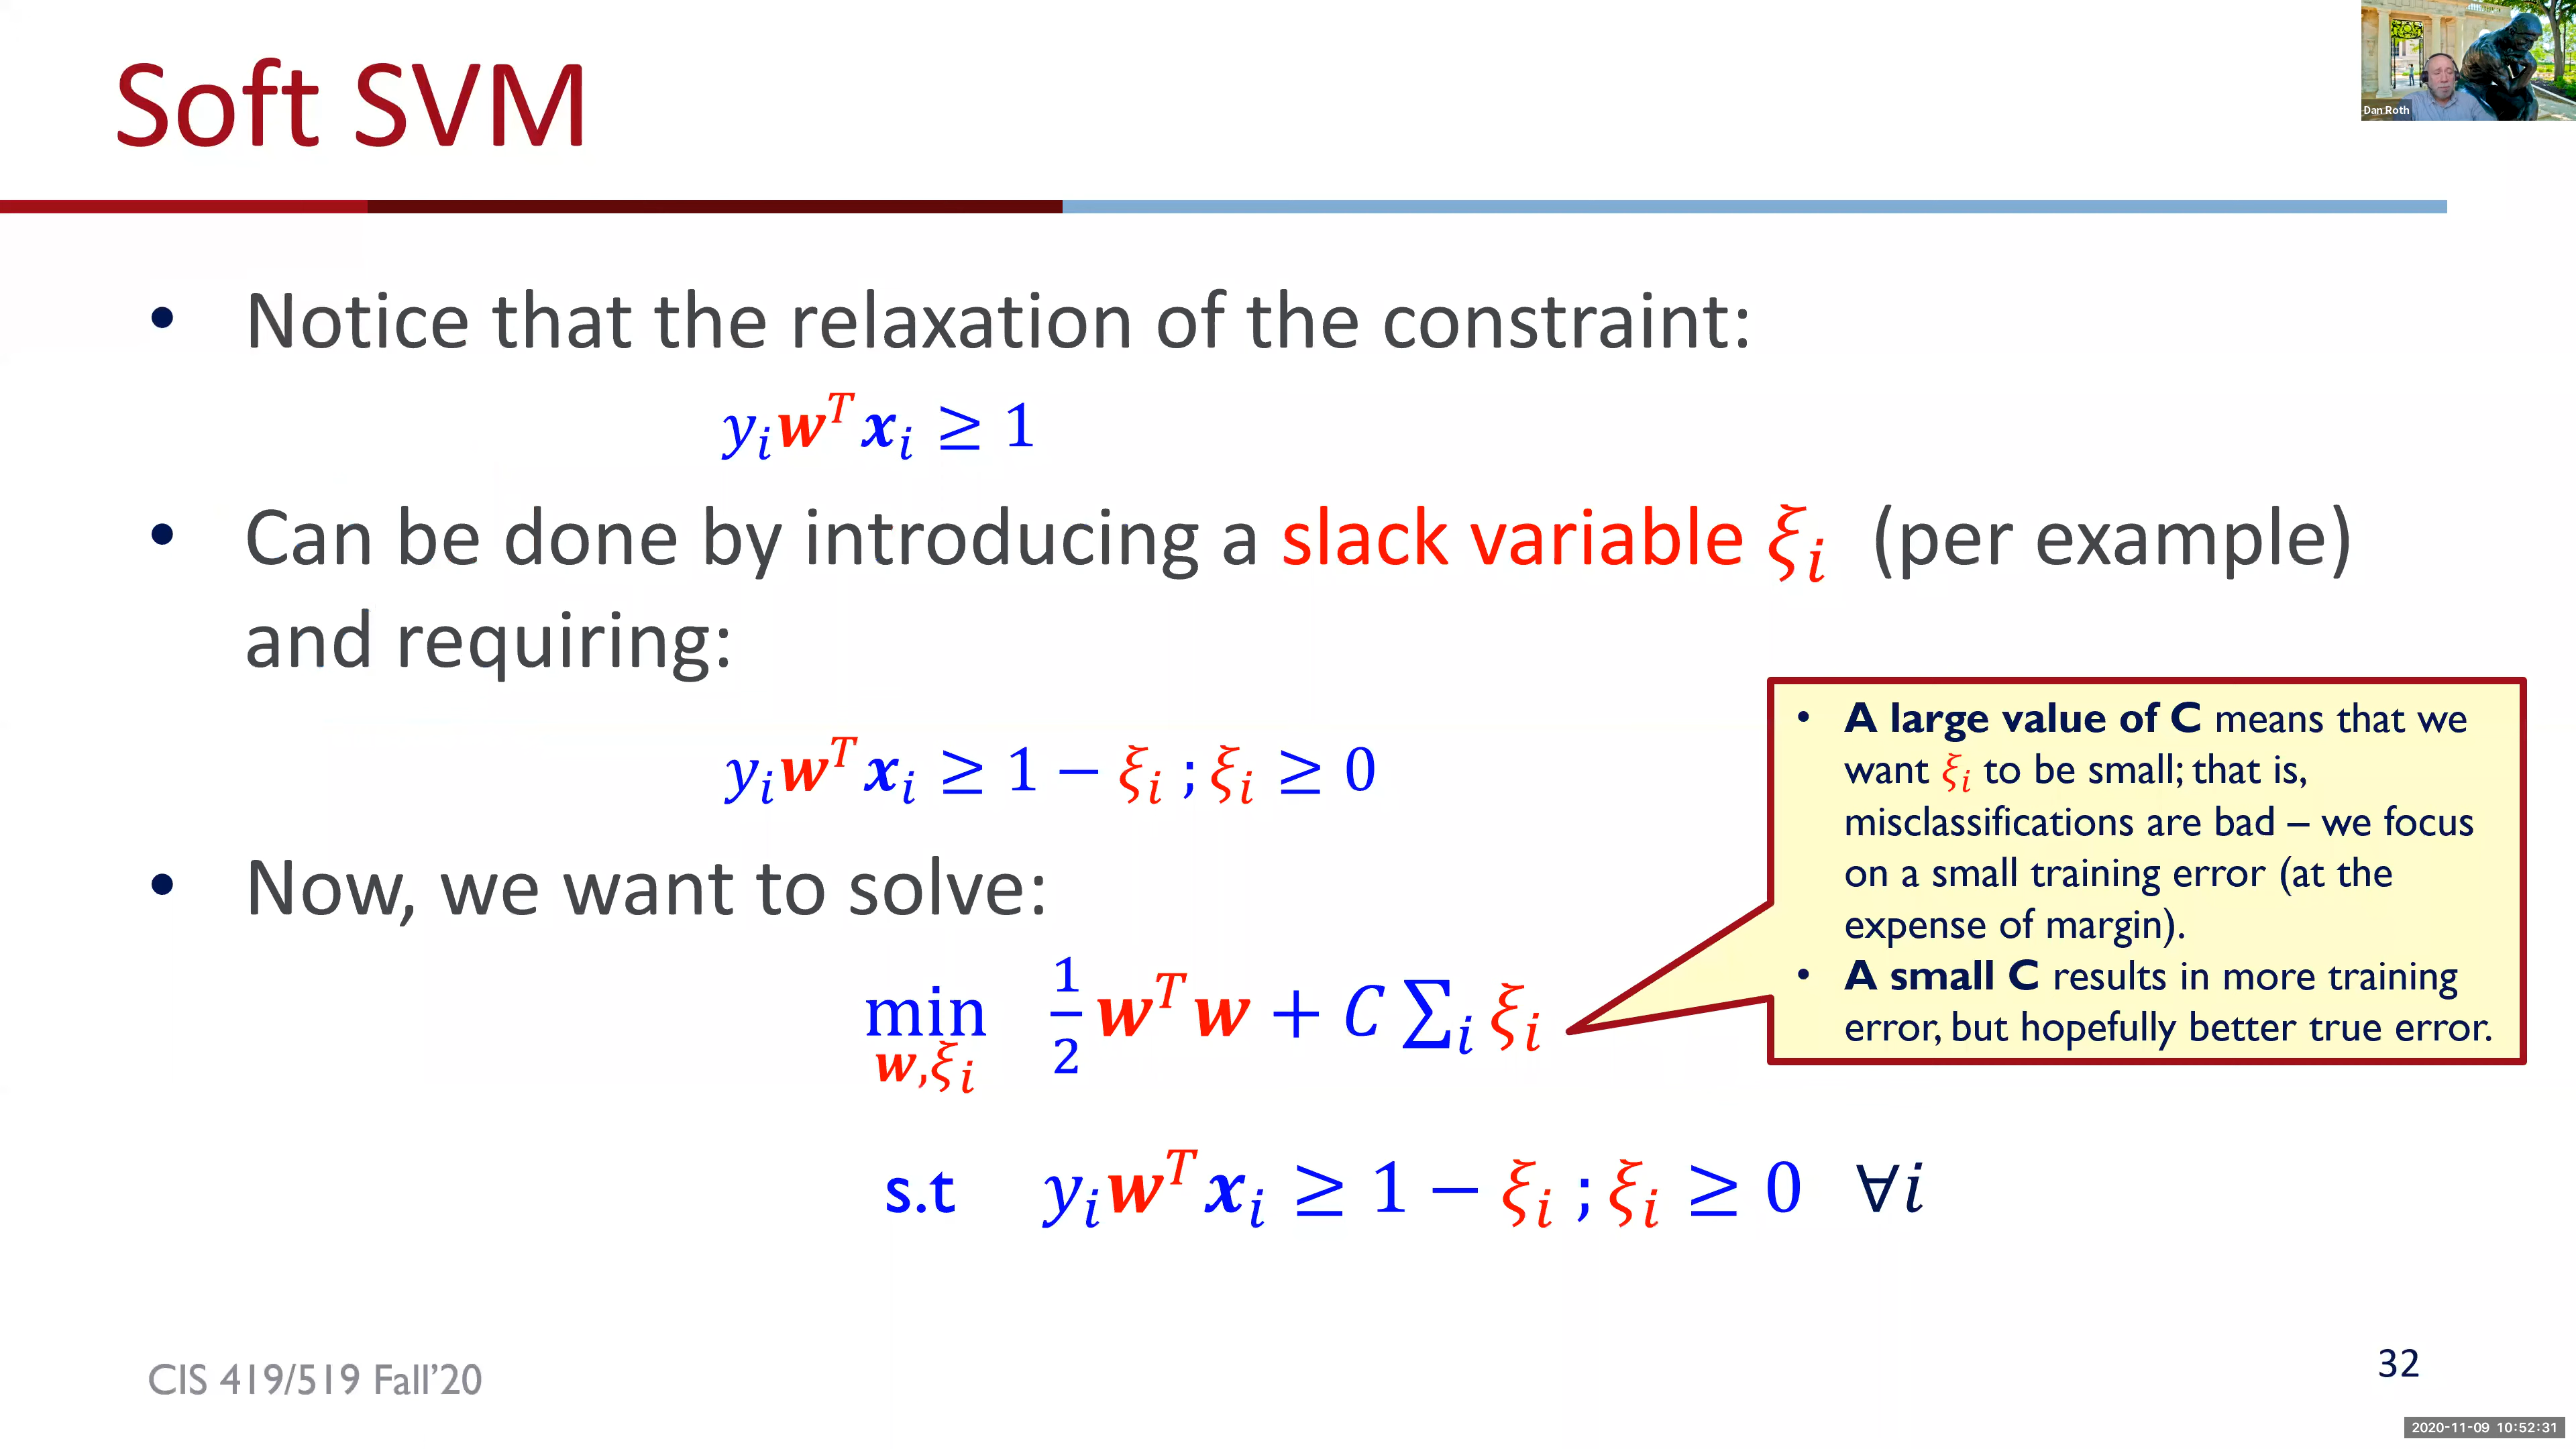 Soft SVM
Dan Roth
• Notice that the relaxation of the constraint:
yᵢwᵀxᵢ ≥ 1
• Can be done by introducing a slack variable ξᵢ (per example)
and requiring:
yᵢwᵀxᵢ ≥ 1 − ξᵢ ; ξᵢ ≥ 0
• Now, we want to solve:
min 1/2 wᵀw + C ∑ᵢ ξᵢ
w,ξᵢ
s.t yᵢwᵀxᵢ ≥ 1 − ξᵢ ; ξᵢ ≥ 0 ∀i
• A large value of C means that we
want ξᵢ to be small; that is,
misclassifications are bad – we focus
on a small training error (at the
expense of margin).
• A small C results in more training
error, but hopefully better true error.
CIS 419/519 Fall’20
32
2020-11-09 10:52:31